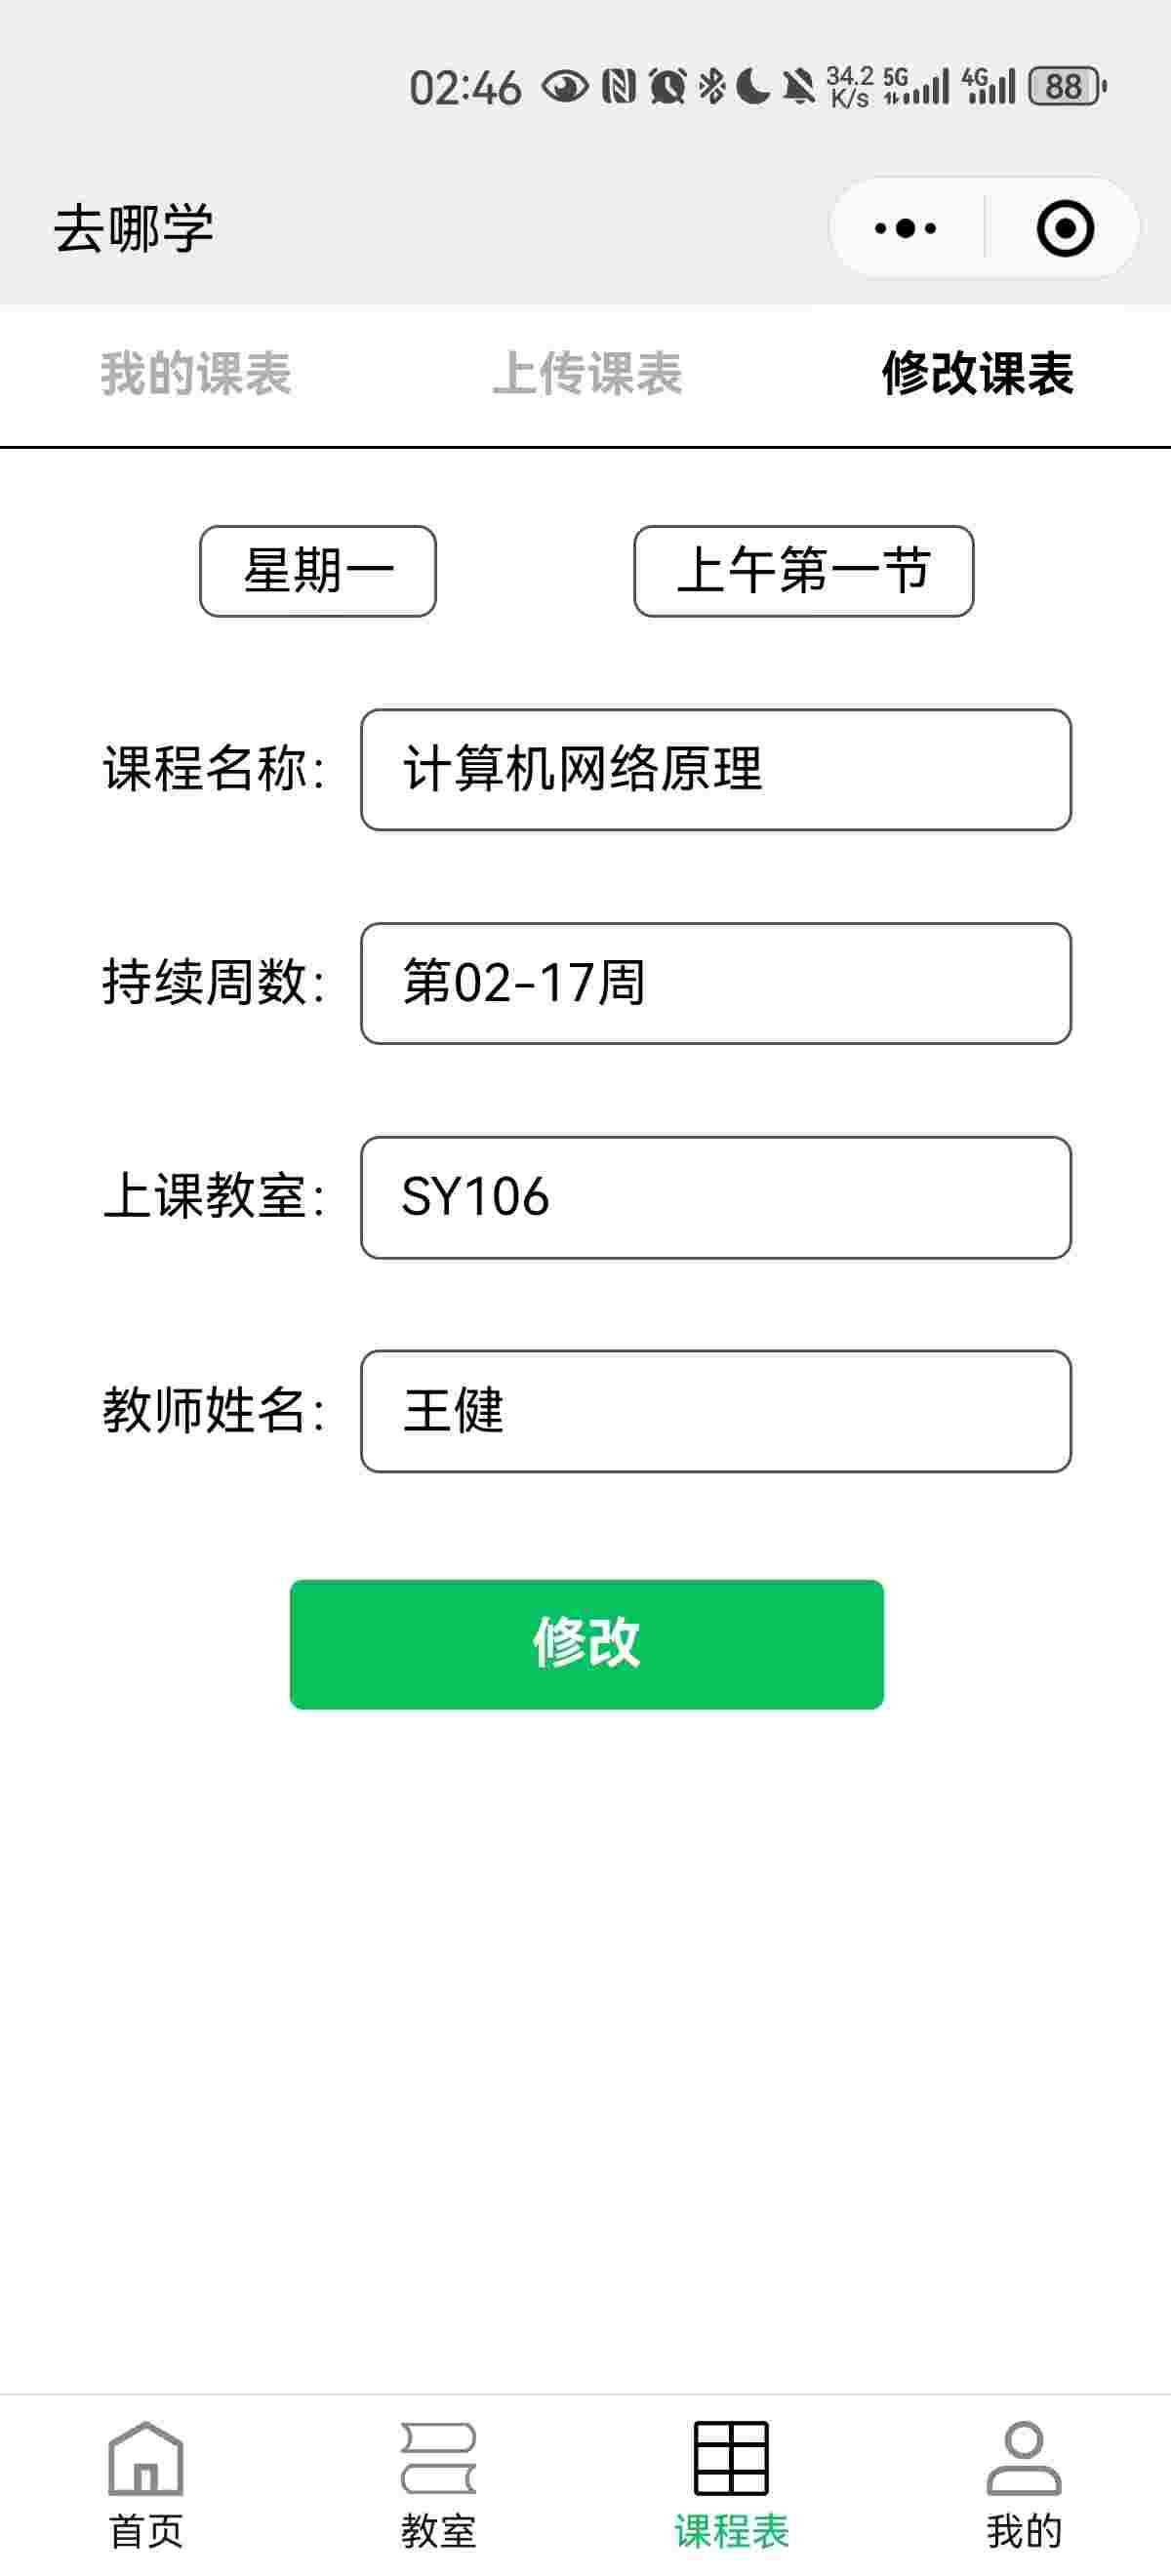 02:46 34.2 K/s 5G 4G 88
去哪学
我的课表 上传课表 修改课表
星期一 上午第一节
课程名称: 计算机网络原理
持续周数: 第02-17周
上课教室: SY106
教师姓名: 王健
修改
首页 教室 课程表 我的